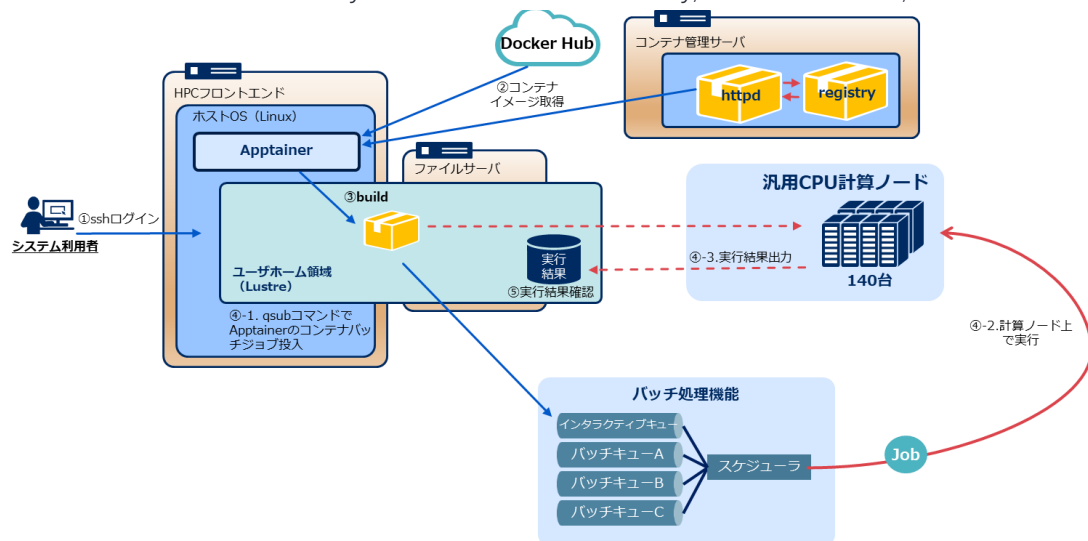 Docker Hub
コンテナ管理サーバ
httpd
registry
②コンテナ
イメージ取得
HPCフロントエンド
ホストOS（Linux）
Apptainer
ファイルサーバ
③build
①sshログイン
システム利用者
ユーザホーム領域
（Lustre）
実行
結果
⑤実行結果確認
④-3.実行結果出力
汎用CPU計算ノード
140台
④-1. qsubコマンドで
Apptainerのコンテナバッ
チジョブ投入
④-2.計算ノード上
で実行
バッチ処理機能
インタラクティブキュー
バッチキューA
バッチキューB
バッチキューC
スケジューラ
Job